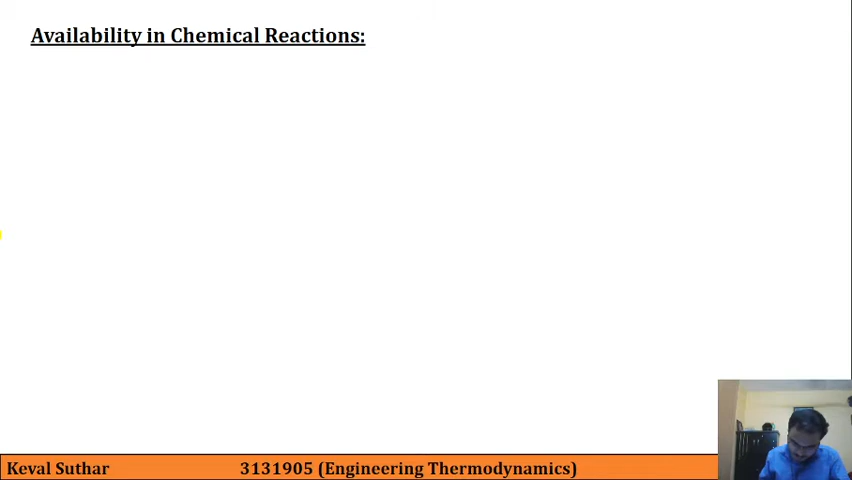 Availability in Chemical Reactions:
Keval Suthar
3131905 (Engineering Thermodynamics)